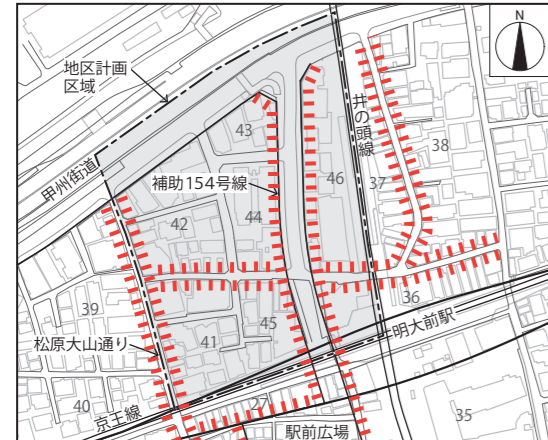 N
地区計画
区域
井の頭線
甲州街道
43
38
補助154号線
46
37
42
44
39
36
明大前駅
松原大山通り
41
45
40
27
京王線
駅前広場
35